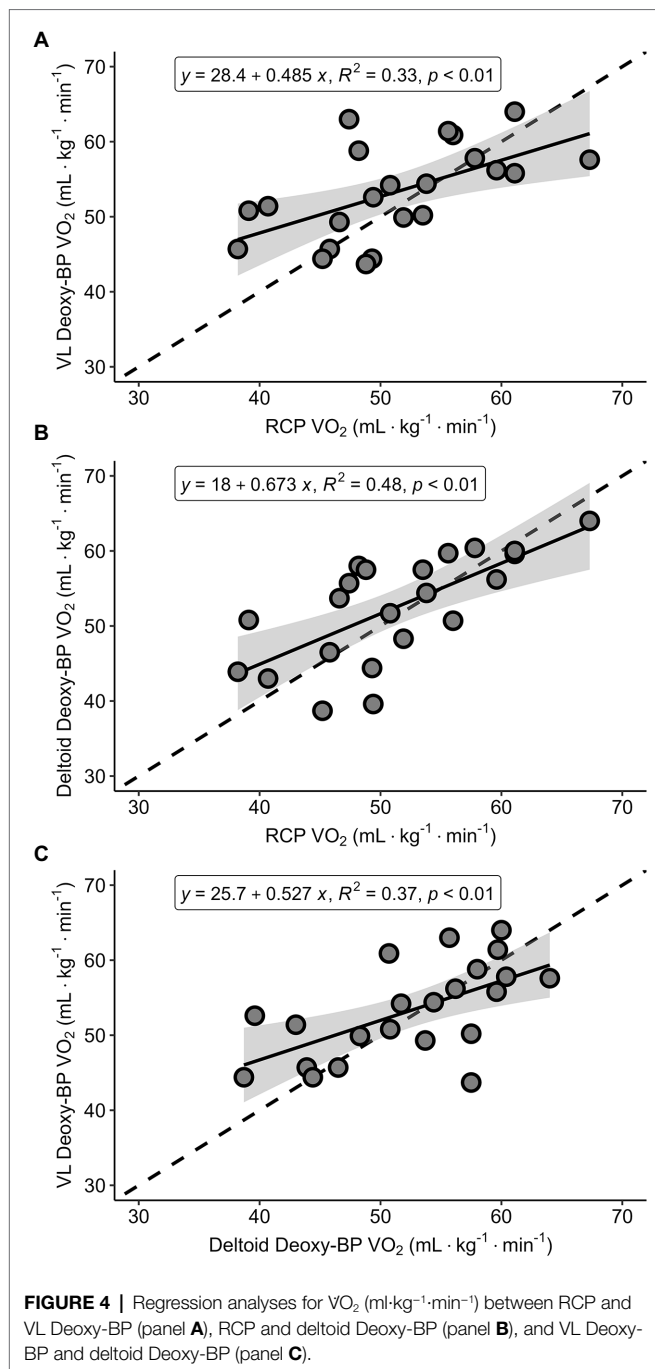 A
y = 28.4 + 0.485 x, R² = 0.33, p < 0.01
VL Deoxy-BP VO₂ (mL · kg⁻¹ · min⁻¹)
70
60
50
40
30
30 40 50 60 70
RCP VO₂ (mL · kg⁻¹ · min⁻¹)
B
y = 18 + 0.673 x, R² = 0.48, p < 0.01
Deltoid Deoxy-BP VO₂ (mL · kg⁻¹ · min⁻¹)
70
60
50
40
30
30 40 50 60 70
RCP VO₂ (mL · kg⁻¹ · min⁻¹)
C
y = 25.7 + 0.527 x, R² = 0.37, p < 0.01
VL Deoxy-BP VO₂ (mL · kg⁻¹ · min⁻¹)
70
60
50
40
30
30 40 50 60 70
Deltoid Deoxy-BP VO₂ (mL · kg⁻¹ · min⁻¹)
FIGURE 4 | Regression analyses for V̇O₂ (ml·kg⁻¹·min⁻¹) between RCP and
VL Deoxy-BP (panel A), RCP and deltoid Deoxy-BP (panel B), and VL Deoxy-
BP and deltoid Deoxy-BP (panel C).